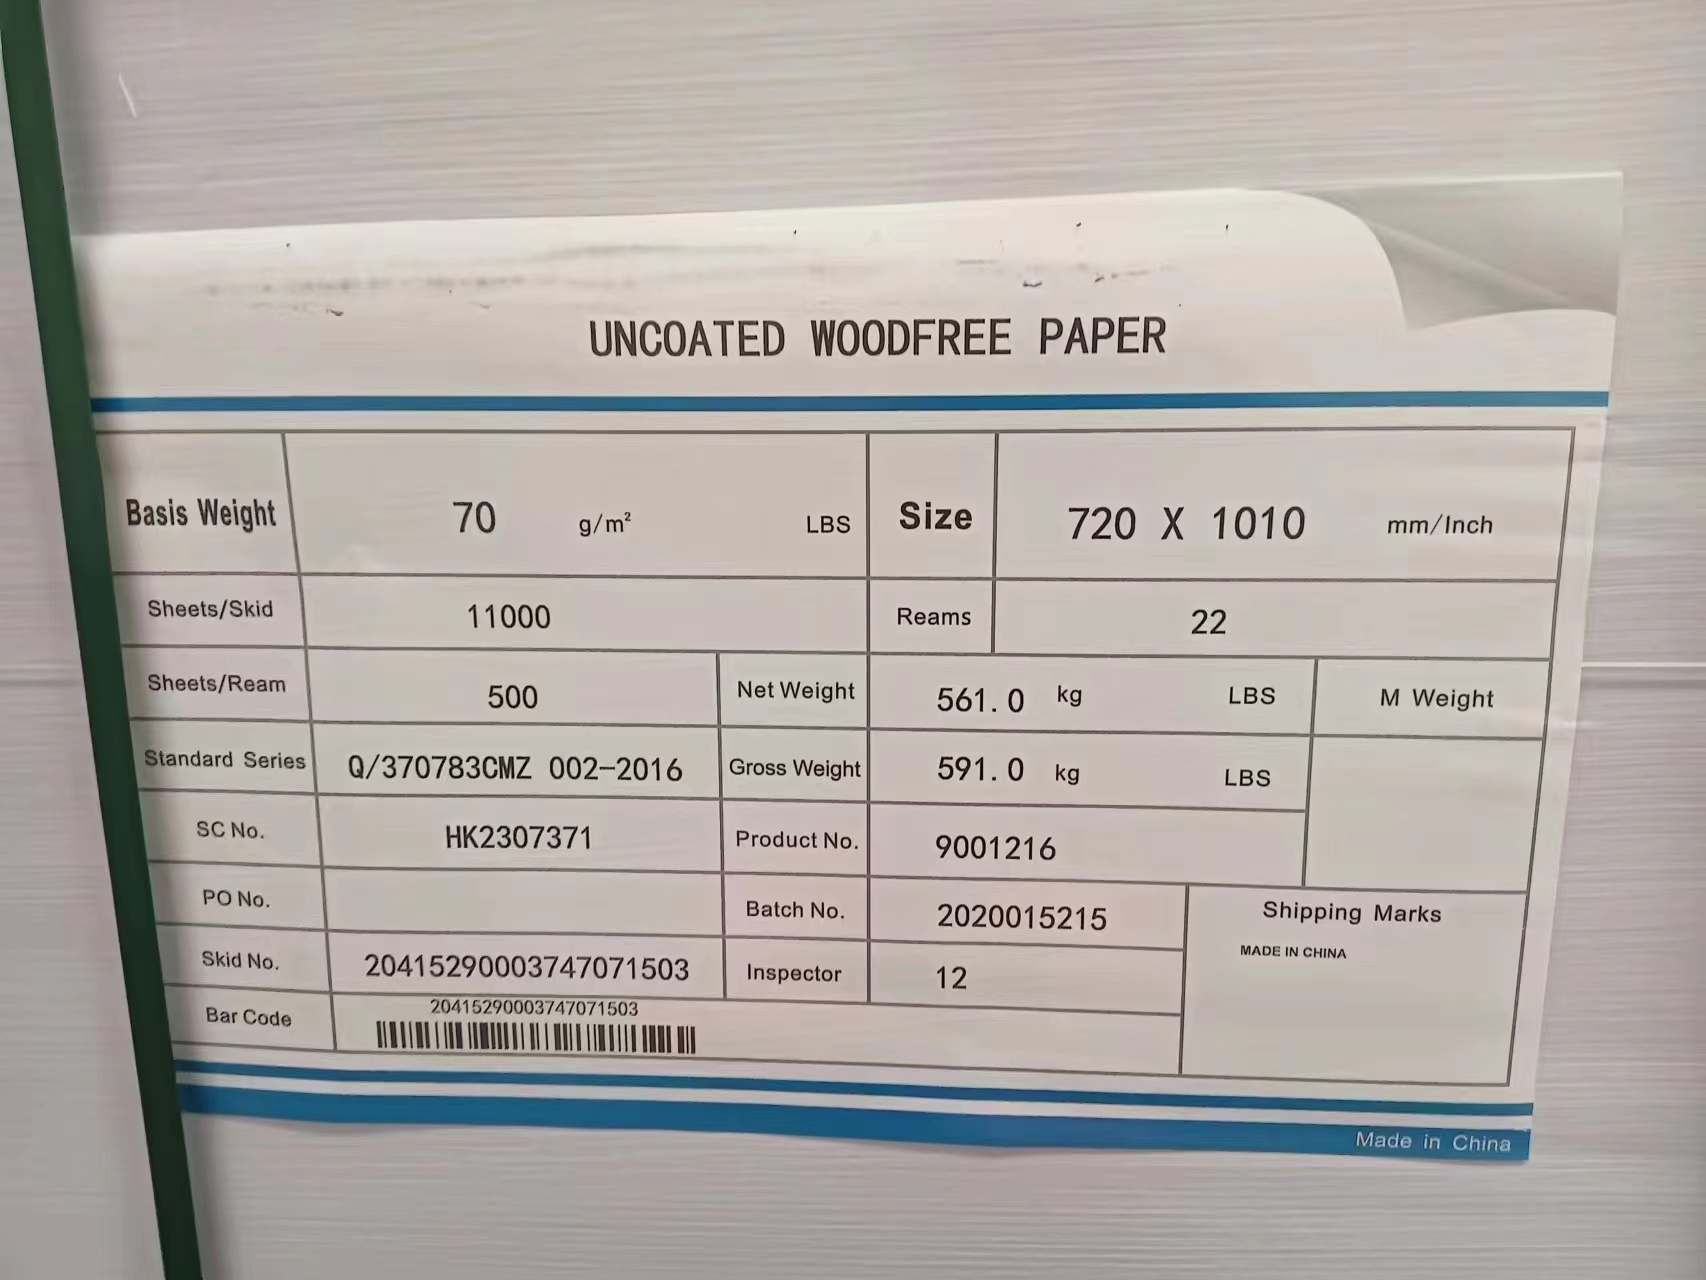 UNCOATED WOODFREE PAPER
Basis Weight 70 g/m² LBS Size 720 X 1010 mm/Inch
Sheets/Skid 11000 Reams 22
Sheets/Ream 500 Net Weight 561.0 kg LBS M Weight
Standard Series Q/370783CMZ 002-2016 Gross Weight 591.0 kg LBS
SC No. HK2307371 Product No. 9001216
PO No. Batch No. 2020015215 Shipping Marks
MADE IN CHINA
Skid No. 20415290003747071503 Inspector 12
Bar Code 20415290003747071503
Made in China